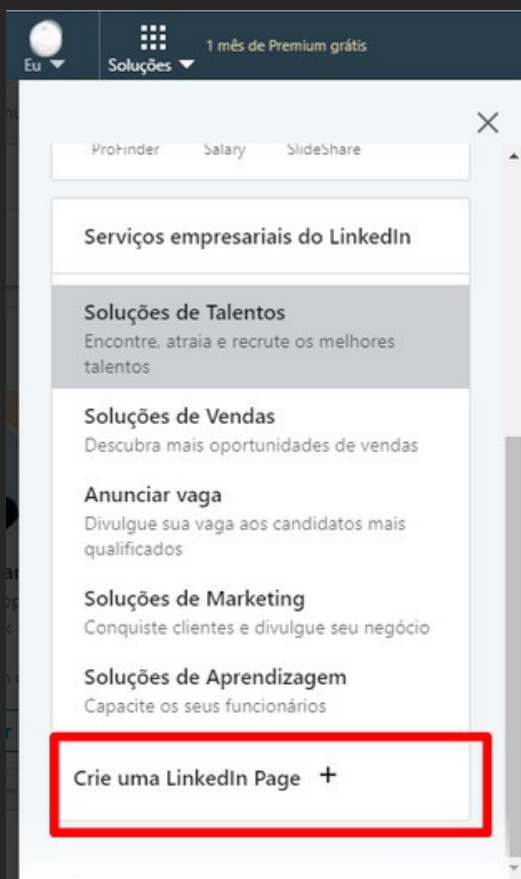 Eu
Soluções
1 mês de Premium grátis
ProFinder Salary SlideShare
Serviços empresariais do LinkedIn
Soluções de Talentos
Encontre, atraia e recrute os melhores
talentos
Soluções de Vendas
Descubra mais oportunidades de vendas
Anunciar vaga
Divulgue sua vaga aos candidatos mais
qualificados
Soluções de Marketing
Conquiste clientes e divulgue seu negócio
Soluções de Aprendizagem
Capacite os seus funcionários
Crie uma LinkedIn Page +